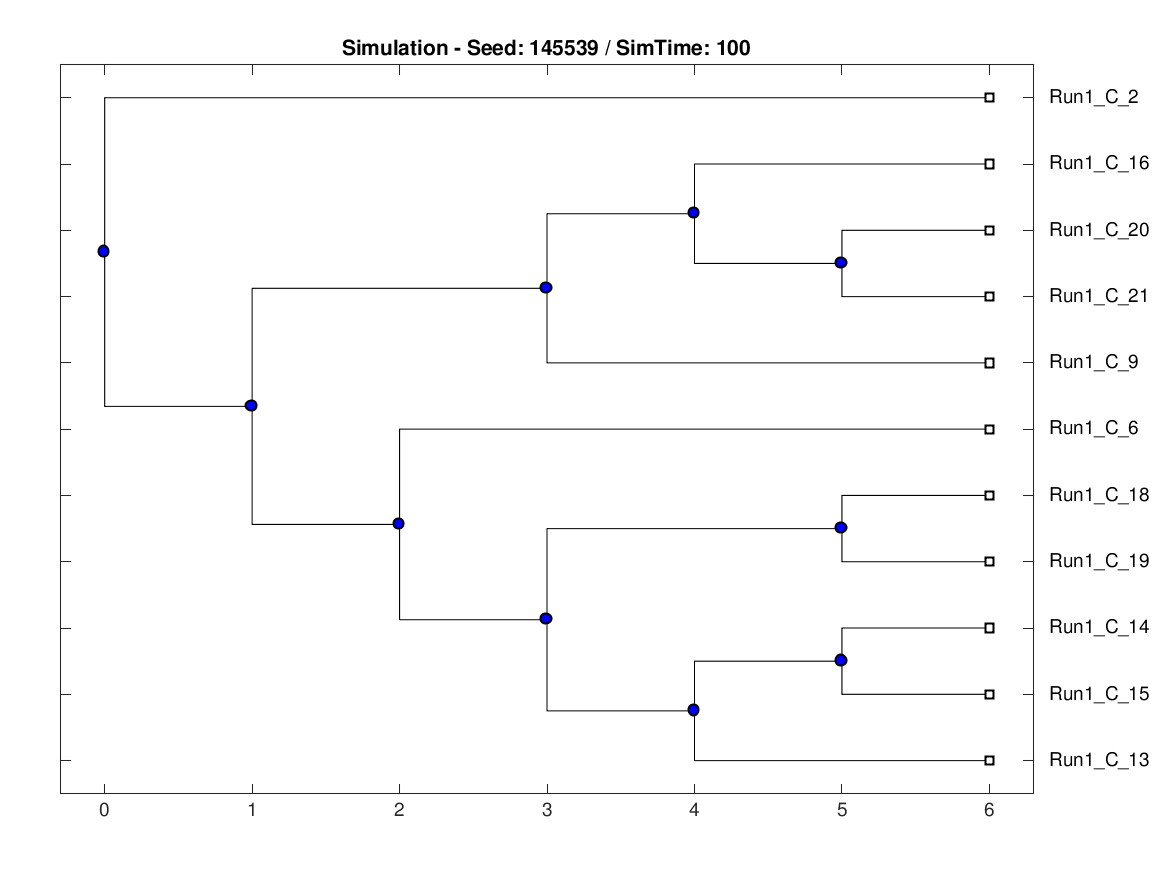 Simulation - Seed: 145539 / SimTime: 100
Run1_C_2
Run1_C_16
Run1_C_20
Run1_C_21
Run1_C_9
Run1_C_6
Run1_C_18
Run1_C_19
Run1_C_14
Run1_C_15
Run1_C_13
0 1 2 3 4 5 6